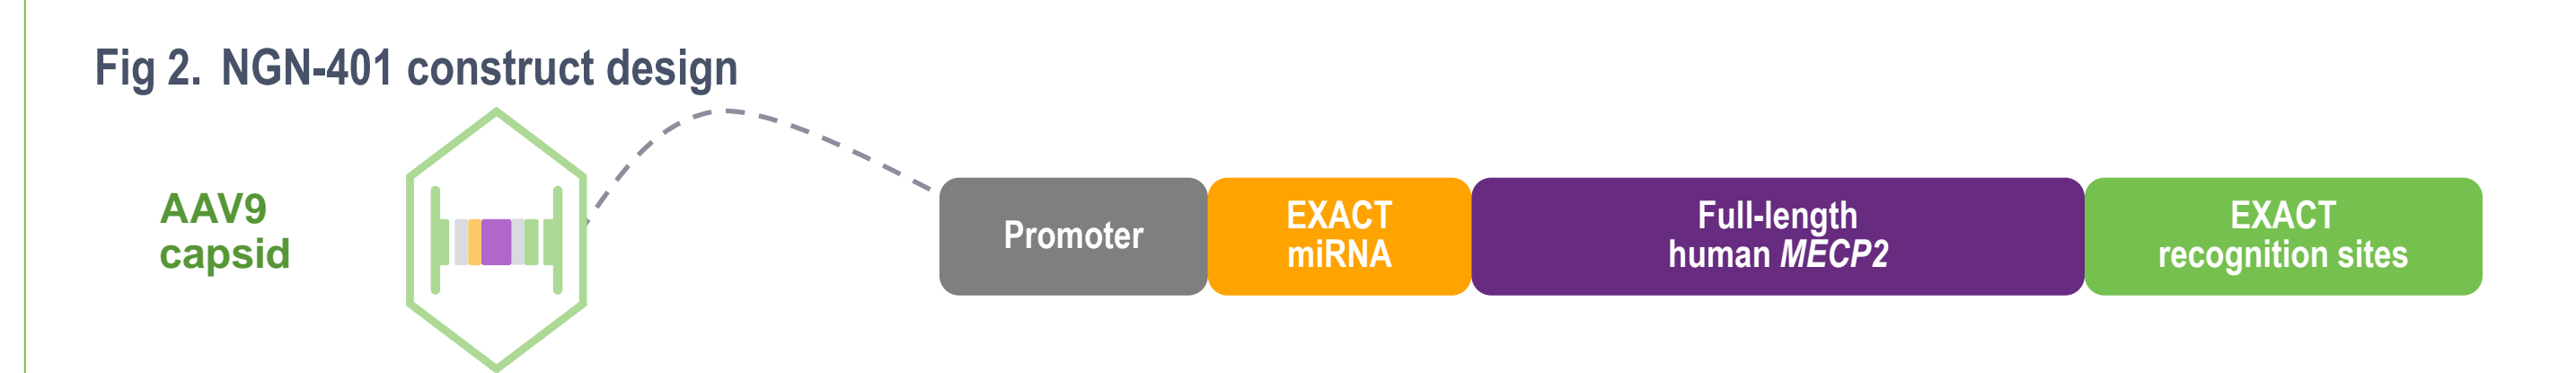 Fig 2. NGN-401 construct design
AAV9
capsid
Promoter
EXACT
miRNA
Full-length
human MECP2
EXACT
recognition sites